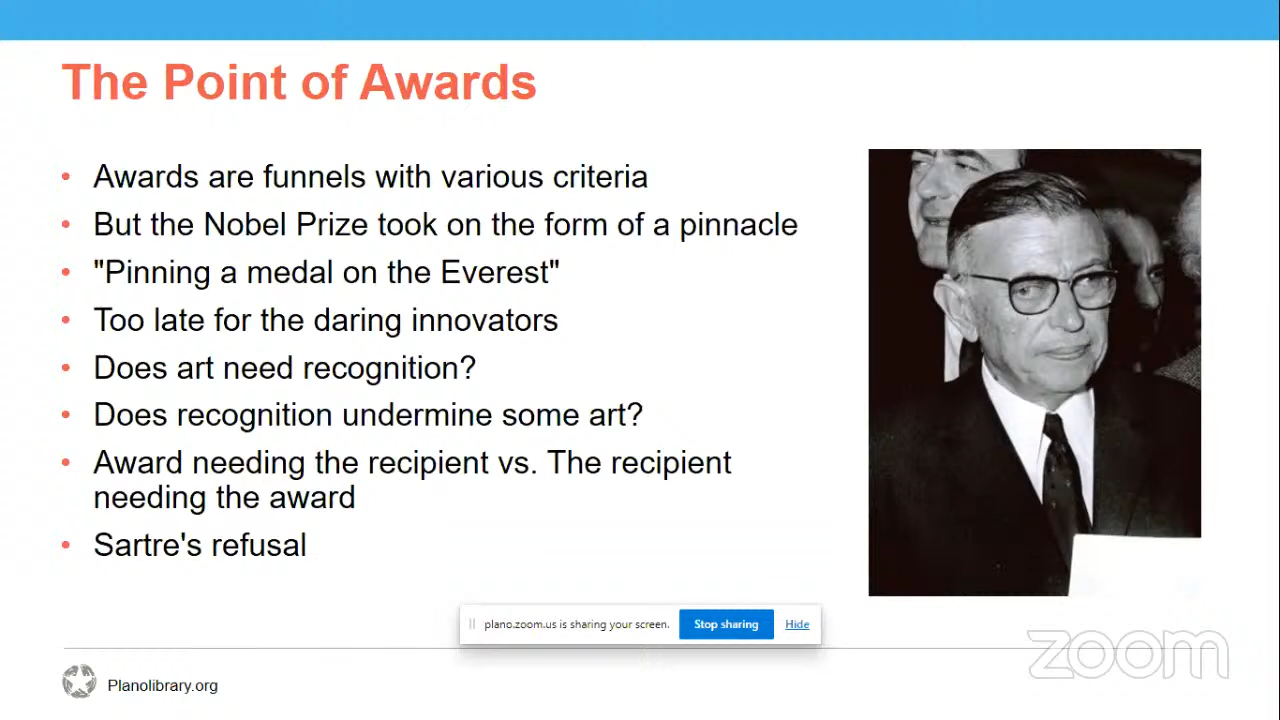 The Point of Awards
• Awards are funnels with various criteria
• But the Nobel Prize took on the form of a pinnacle
• "Pinning a medal on the Everest"
• Too late for the daring innovators
• Does art need recognition?
• Does recognition undermine some art?
• Award needing the recipient vs. The recipient
needing the award
• Sartre's refusal
plano.zoom.us is sharing your screen. Stop sharing Hide
zoom
Planolibrary.org